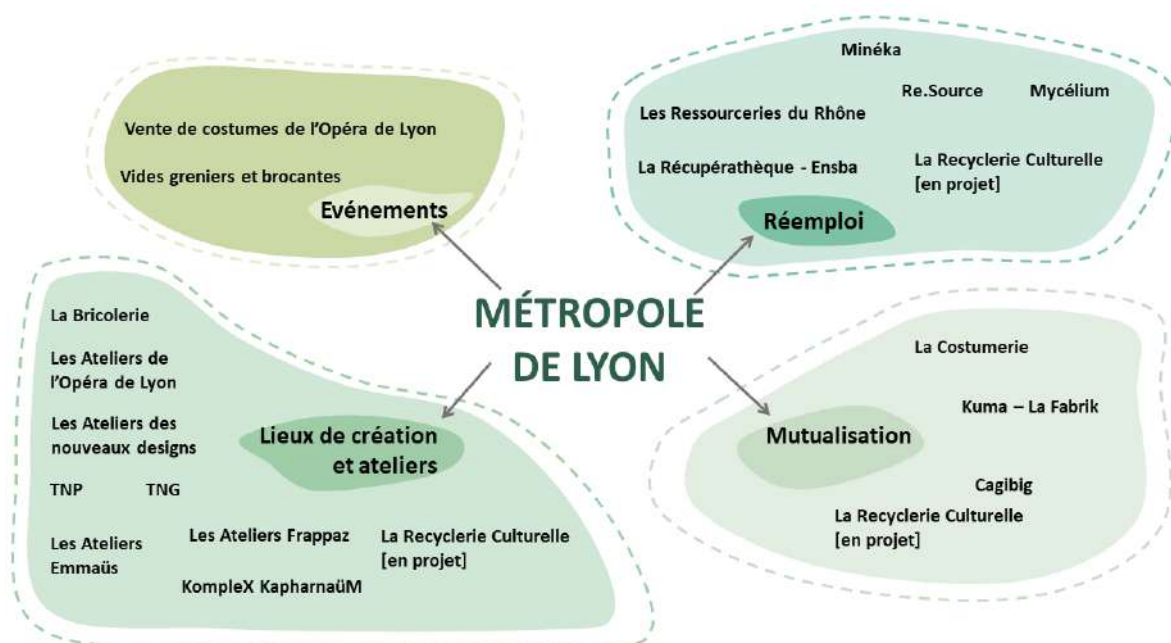 Vente de costumes de l'Opéra de Lyon
Vides greniers et brocantes
Evénements
Minéka
Re.Source
Mycélium
Les Ressourceries du Rhône
La Récupérathèque - Ensba
La Recyclerie Culturelle
[en projet]
Réemploi
MÉTROPOLE
DE LYON
La Bricolerie
Les Ateliers de
l'Opéra de Lyon
Les Ateliers des
nouveaux designs
TNP
TNG
Les Ateliers
Emmaüs
Les Ateliers Frappaz
KompleX KapharnaüM
La Recyclerie Culturelle
[en projet]
Lieux de création
et ateliers
La Costumerie
Kuma – La Fabrik
Mutualisation
Cagibig
La Recyclerie Culturelle
[en projet]